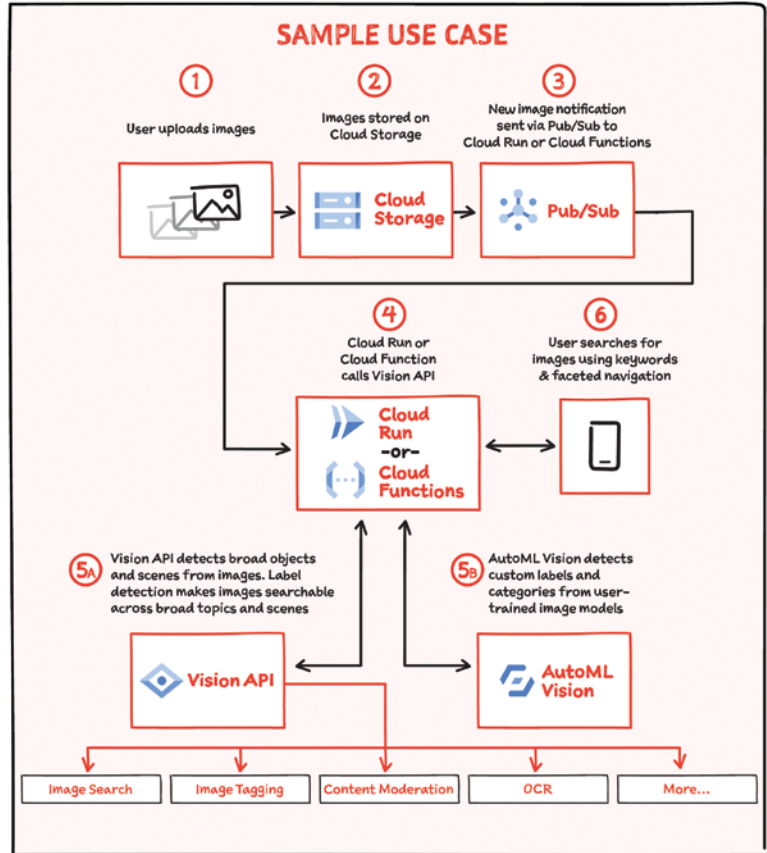 SAMPLE USE CASE
1
User uploads images
2
Images stored on
Cloud Storage
3
New image notification
sent via Pub/Sub to
Cloud Run or Cloud Functions
Cloud
Storage
Pub/Sub
4
Cloud Run or
Cloud Function
calls Vision API
6
User searches for
images using keywords
& faceted navigation
Cloud
Run
-or-
Cloud
Functions
5A
Vision API detects broad objects
and scenes from images. Label
detection makes images searchable
across broad topics and scenes
5B
AutoML Vision detects
custom labels and
categories from user-
trained image models
Vision API
AutoML
Vision
Image Search
Image Tagging
Content Moderation
OCR
More...